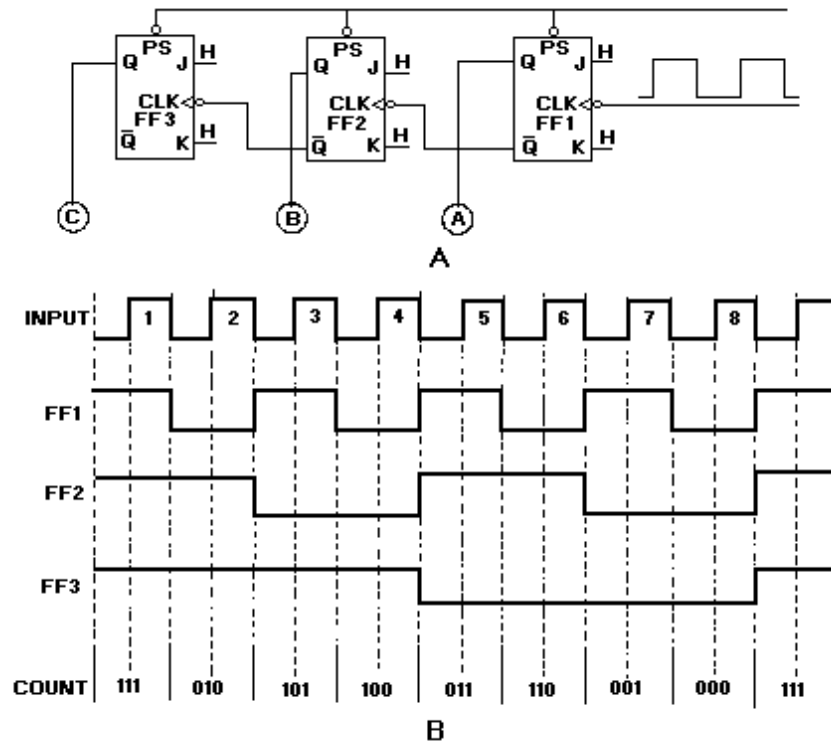 PS PS PS
Q J H Q J H Q J H
CLK CLK CLK
FF3 FF2 FF1
Q̅ K H Q̅ K H Q̅ K H
C B A
A
INPUT 1 2 3 4 5 6 7 8
FF1
FF2
FF3
COUNT 111 010 101 100 011 110 001 000 111
B